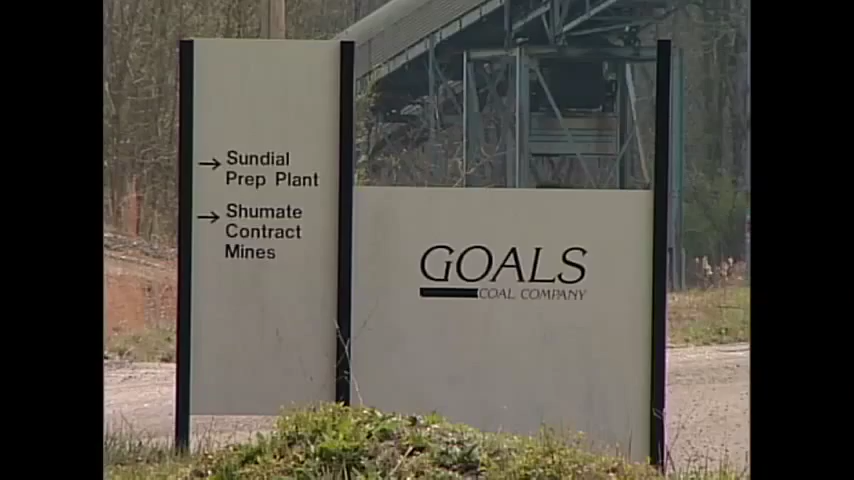 → Sundial
Prep Plant
→ Shumate
Contract
Mines
GOALS
COAL COMPANY